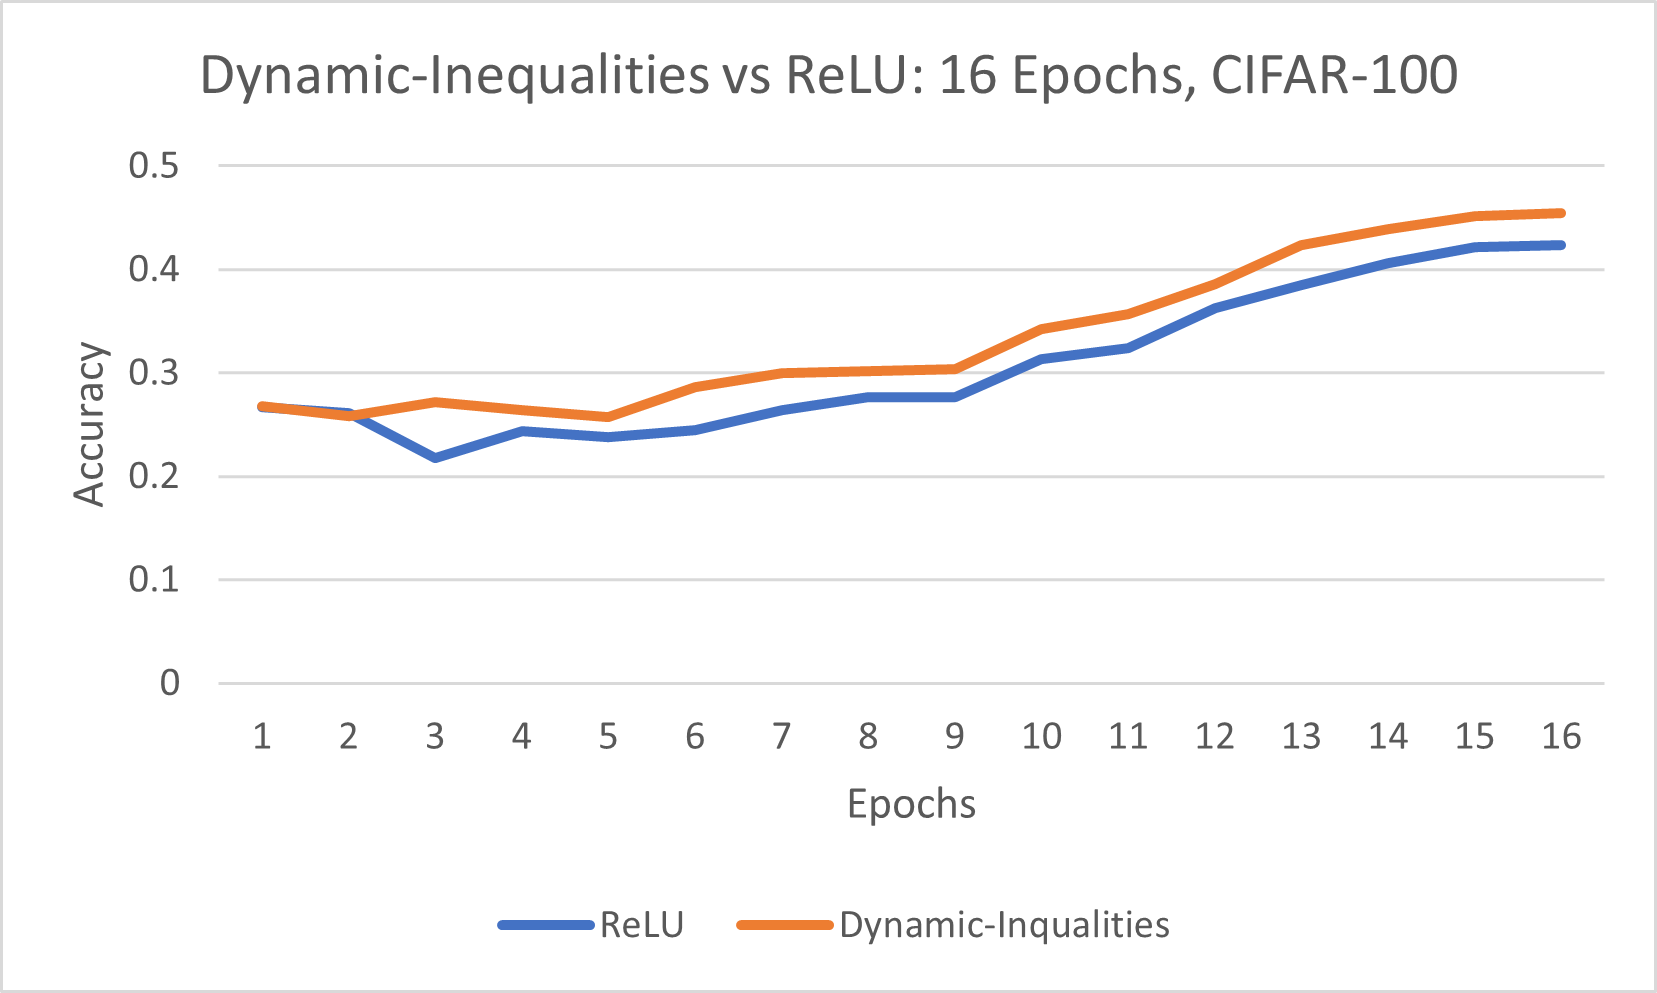 Dynamic-Inequalities vs ReLU: 16 Epochs, CIFAR-100
0.5
0.4
0.3
0.2
0.1
0
Accuracy
1 2 3 4 5 6 7 8 9 10 11 12 13 14 15 16
Epochs
ReLU Dynamic-Inqualities